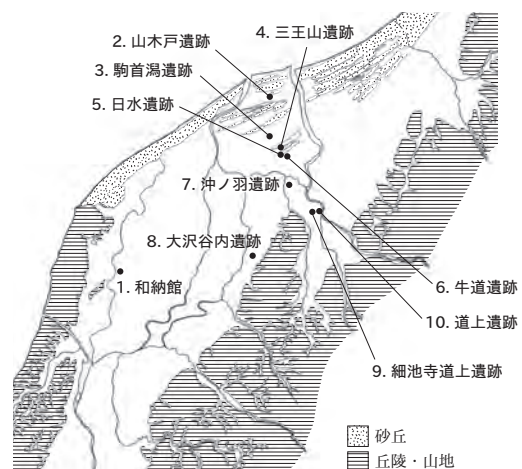 4. 三王山遺跡
2. 山木戸遺跡
3. 駒首潟遺跡
5. 日水遺跡
7. 沖ノ羽遺跡
8. 大沢谷内遺跡
1. 和納館
6. 牛道遺跡
10. 道上遺跡
9. 細池寺道上遺跡
砂丘
丘陵・山地